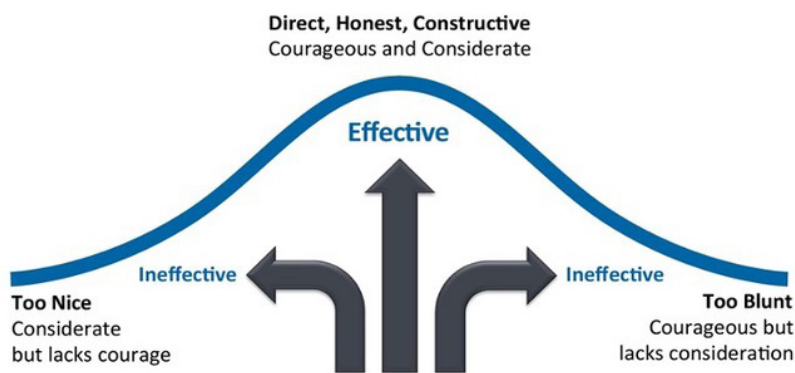 Direct, Honest, Constructive
Courageous and Considerate
Effective
Ineffective
Ineffective
Too Nice
Considerate
but lacks courage
Too Blunt
Courageous but
lacks consideration